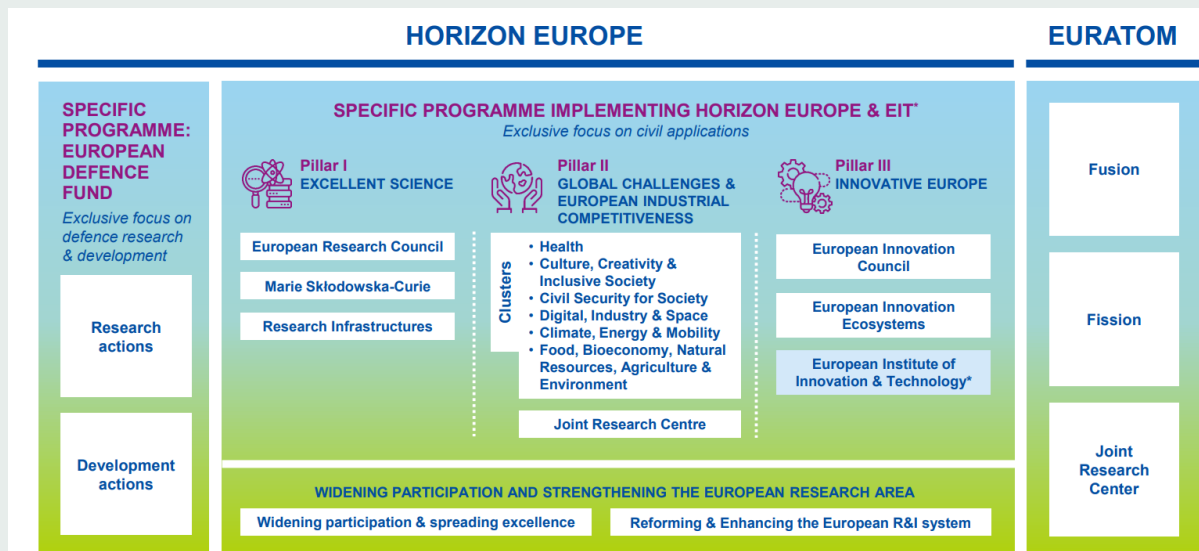 HORIZON EUROPE
EURATOM
SPECIFIC
PROGRAMME:
EUROPEAN
DEFENCE
FUND
Exclusive focus on
defence research
& development
Research
actions
Development
actions
SPECIFIC PROGRAMME IMPLEMENTING HORIZON EUROPE & EIT*
Exclusive focus on civil applications
Pillar I
EXCELLENT SCIENCE
European Research Council
Marie Skłodowska-Curie
Research Infrastructures
Pillar II
GLOBAL CHALLENGES &
EUROPEAN INDUSTRIAL
COMPETITIVENESS
Clusters
• Health
• Culture, Creativity &
Inclusive Society
• Civil Security for Society
• Digital, Industry & Space
• Climate, Energy & Mobility
• Food, Bioeconomy, Natural
Resources, Agriculture &
Environment
Joint Research Centre
Pillar III
INNOVATIVE EUROPE
European Innovation
Council
European Innovation
Ecosystems
European Institute of
Innovation & Technology*
WIDENING PARTICIPATION AND STRENGTHENING THE EUROPEAN RESEARCH AREA
Widening participation & spreading excellence
Reforming & Enhancing the European R&I system
Fusion
Fission
Joint
Research
Center